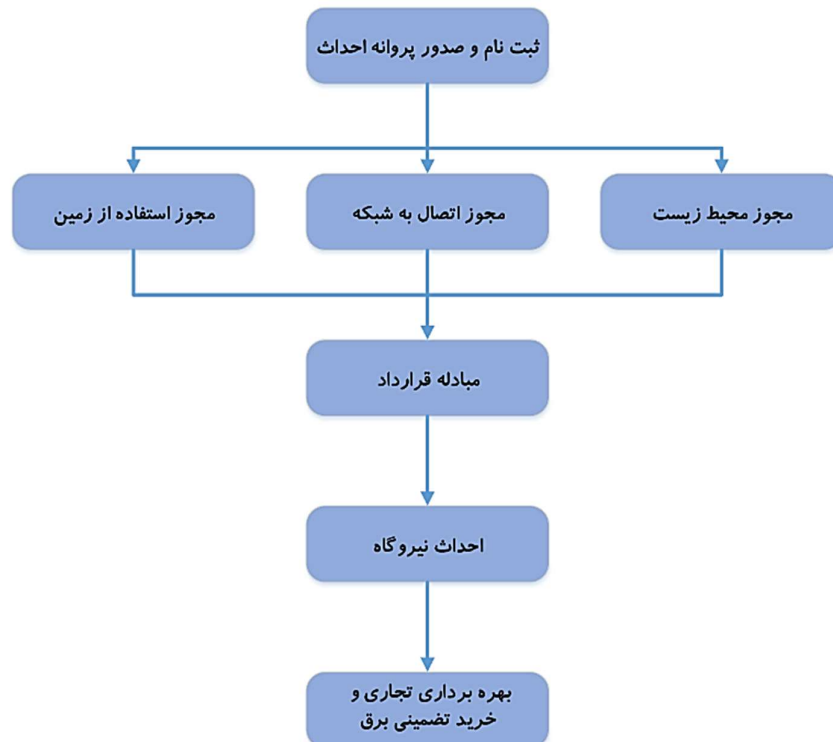 ثبت نام و صدور پروانه احداث
مجوز محیط زیست
مجوز اتصال به شبکه
مجوز استفاده از زمین
مبادله قرارداد
احداث نیروگاه
بهره برداری تجاری و
خرید تضمینی برق